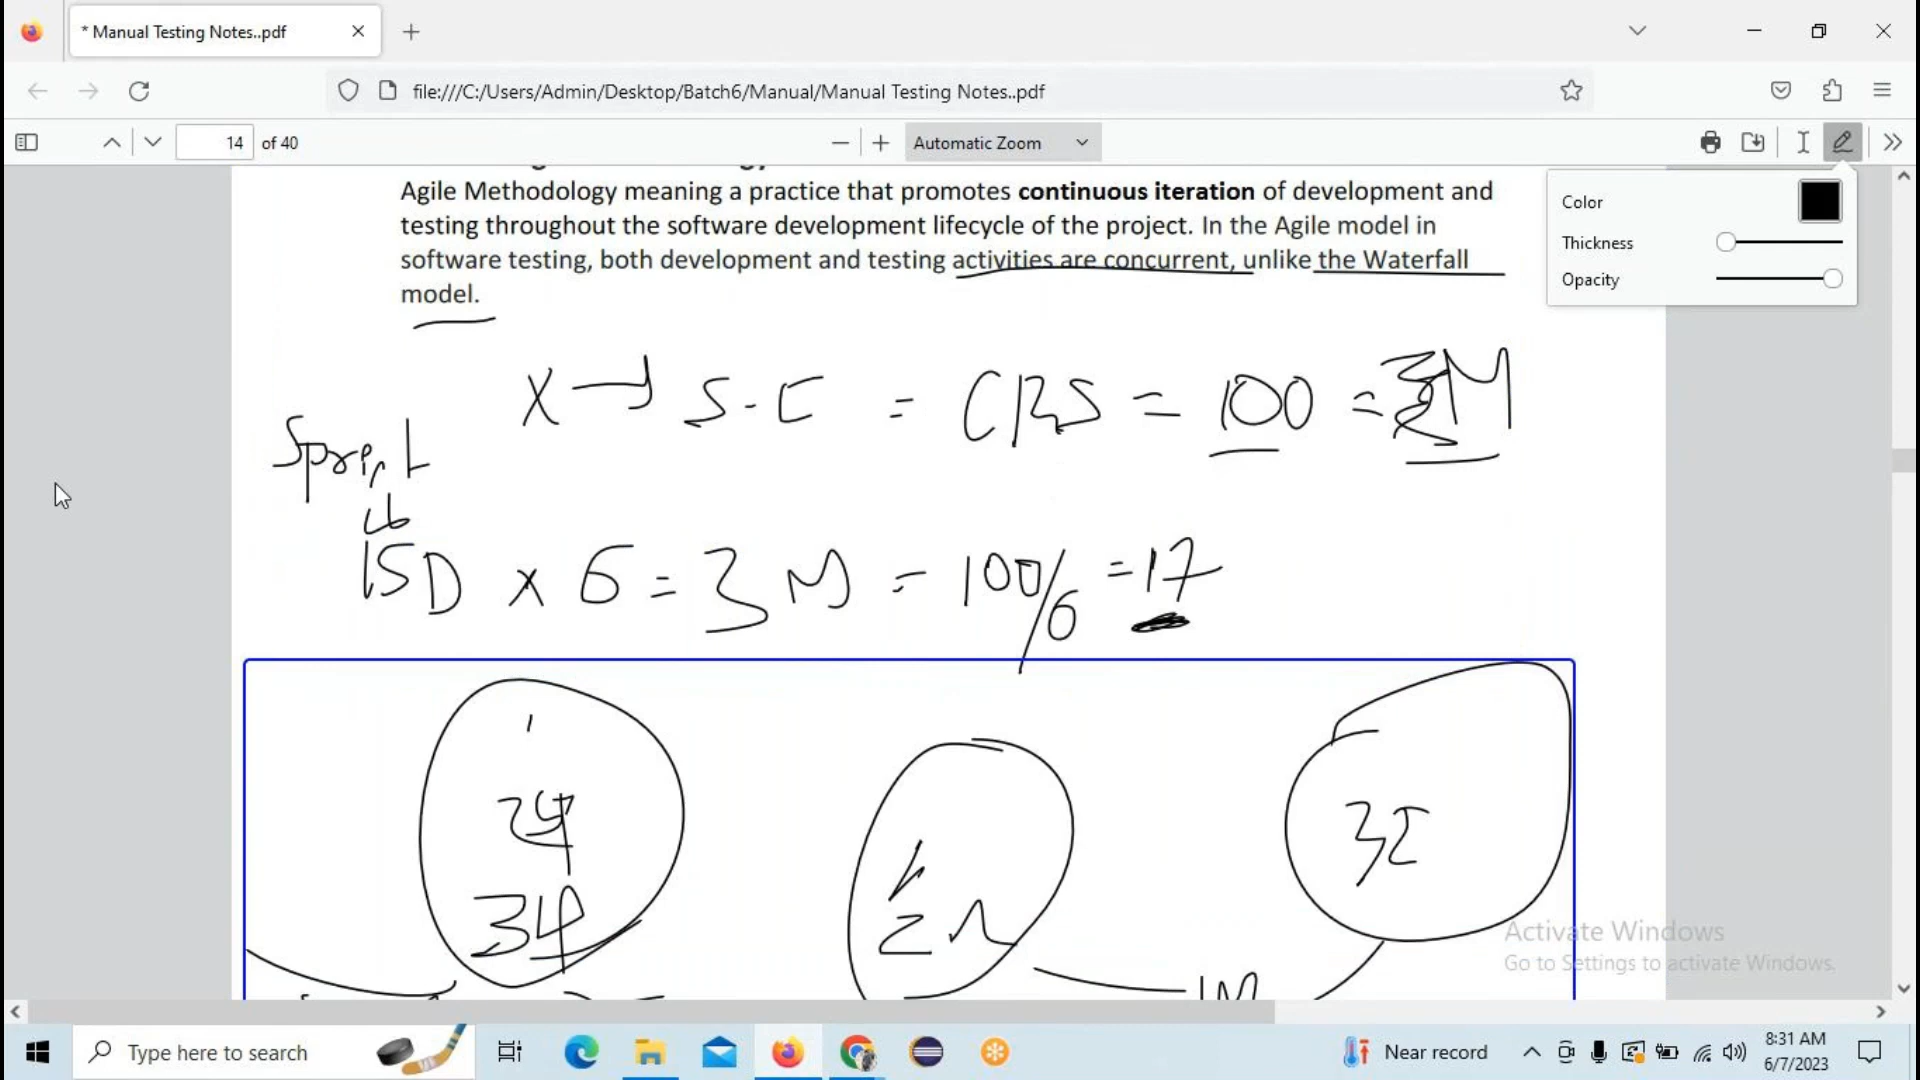 * Manual Testing Notes..pdf
file:///C:/Users/Admin/Desktop/Batch6/Manual/Manual Testing Notes..pdf
14 of 40
Automatic Zoom
Color
Thickness
Opacity
Agile Methodology meaning a practice that promotes continuous iteration of development and
testing throughout the software development lifecycle of the project. In the Agile model in
software testing, both development and testing activities are concurrent, unlike the Waterfall
model.
X → S.C = CRS = 100 = 3M
Sprint
15D x 6 = 3M = 100/6 = 17
1
24
34
Activate Windows
Go to Settings to activate Windows.
Type here to search
Near record
8:31 AM
6/7/2023